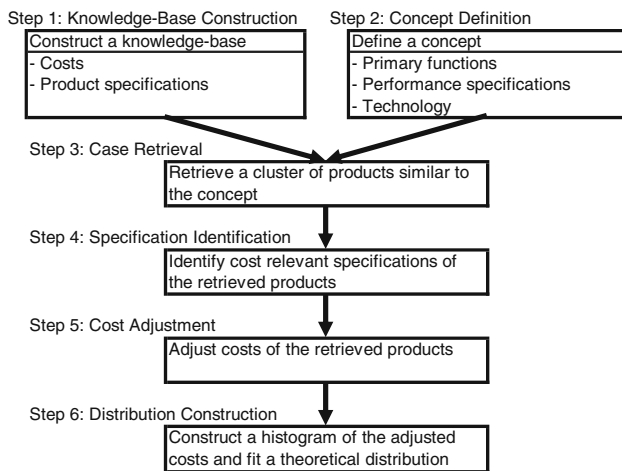 Step 1: Knowledge-Base Construction
Construct a knowledge-base
- Costs
- Product specifications
Step 2: Concept Definition
Define a concept
- Primary functions
- Performance specifications
- Technology
Step 3: Case Retrieval
Retrieve a cluster of products similar to
the concept
Step 4: Specification Identification
Identify cost relevant specifications of
the retrieved products
Step 5: Cost Adjustment
Adjust costs of the retrieved products
Step 6: Distribution Construction
Construct a histogram of the adjusted
costs and fit a theoretical distribution